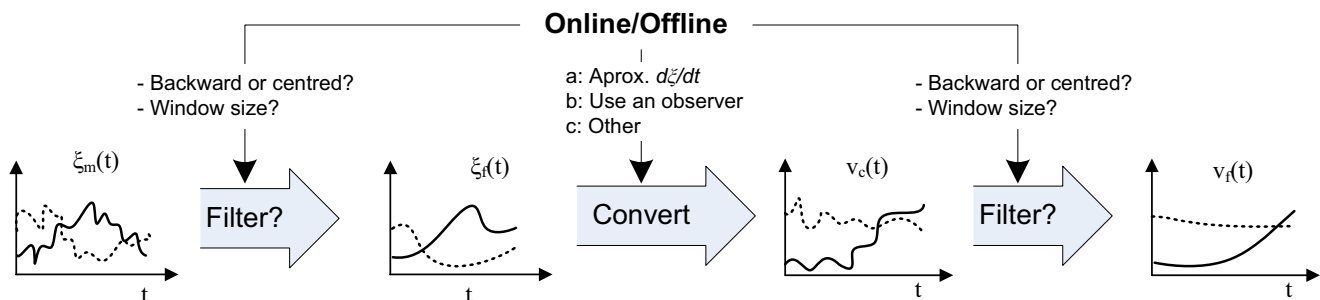 Online/Offline
- Backward or centred?
- Window size?
a: Aprox. dξ/dt
b: Use an observer
c: Other
- Backward or centred?
- Window size?
ξm(t)
Filter?
ξf(t)
Convert
vc(t)
Filter?
vf(t)
t
t
t
t